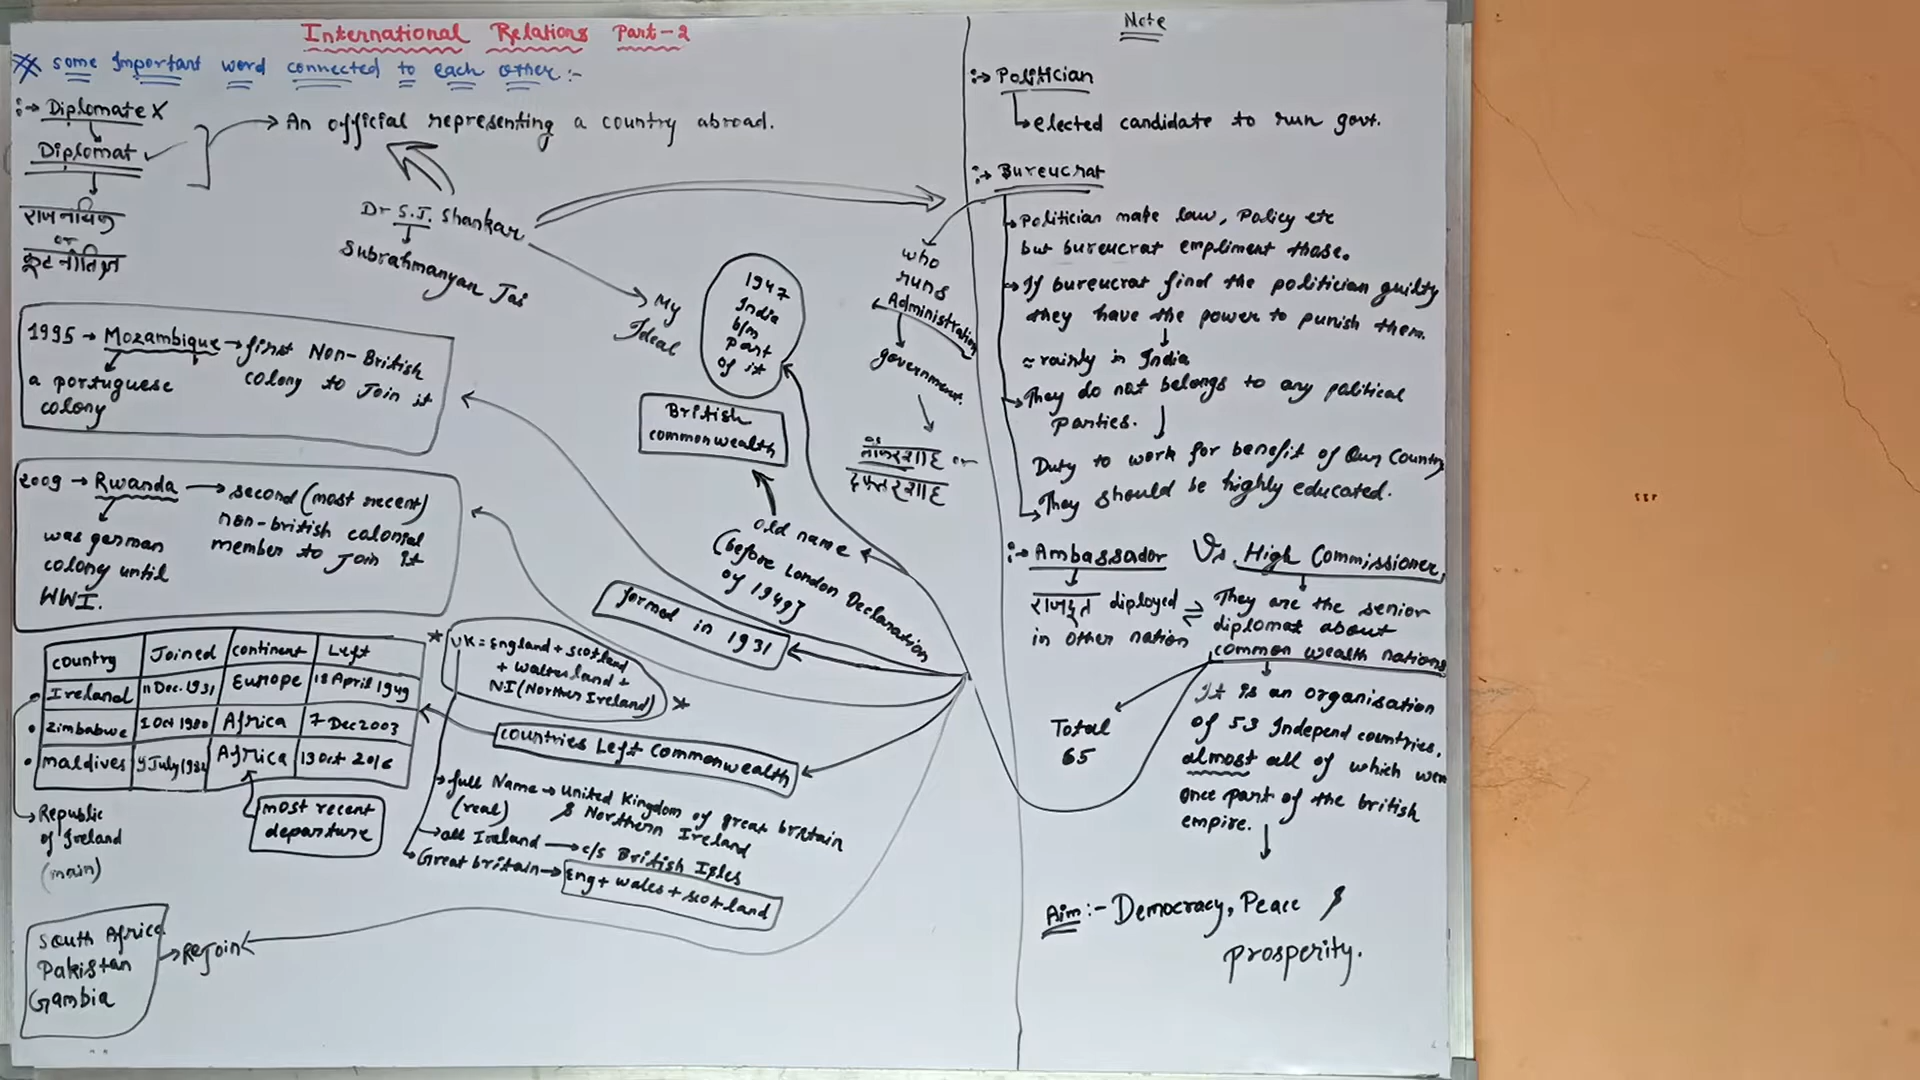 International Relations Part-2
some Important word connected to each other:-
Diplomate X
Diplomat ✓
राजनयिक
or
कूटनीतिज्ञ
An official representing a country abroad.
Dr S.J. Shankar
Subrahmanyan Jai
My
Ideal
1947
India
b/m
part
of it
British
commonwealth
old name
(before London Declaration
of 1949)
formed in 1931
1995 → Mozambique → first Non-British
colony to Join it
a portuguese
colony
2009 → Rwanda → second (most recent)
non-british colonial
member to Join it
was german
colony until
WWI.
country Joined continent Left
Ireland 11 Dec. 1931 Europe 18 April 1949
Zimbabwe 1 Oct 1980 Africa 7 Dec 2003
maldives July Africa 13 Oct 2016
most recent
departure
Republic
of Ireland
(main)
* UK = England + Scotland
+ walterland +
NI (Northern Ireland) *
countries Left Commonwealth
full Name → United Kingdom of great britain
(real) & Northern Ireland
all Ireland → c/s British Isles
Great britain → Eng + wales + scotland
South Africa
Pakistan
Gambia
→ Rejoin
Note
Politician
elected candidate to run govt.
Bureucrat
who
runs
Administration
government.
or
Politician make law, Policy etc
but bureucrat empliment those.
If bureucrat find the politician guilty
they have the power to punish them.
≈ rainly in India
They do not belongs to any political
parties.
Duty to work for benefit of Our Country
They should be highly educated.
Ambassador Vs High Commissioner,
राजदूत diployed
in other nation
They are the senior
diplomat about
common wealth nations
Total
65
It is an organisation
of 53 Independ countries,
almost all of which were
once part of the british
empire.
Aim:- Democracy, Peace &
prosperity.